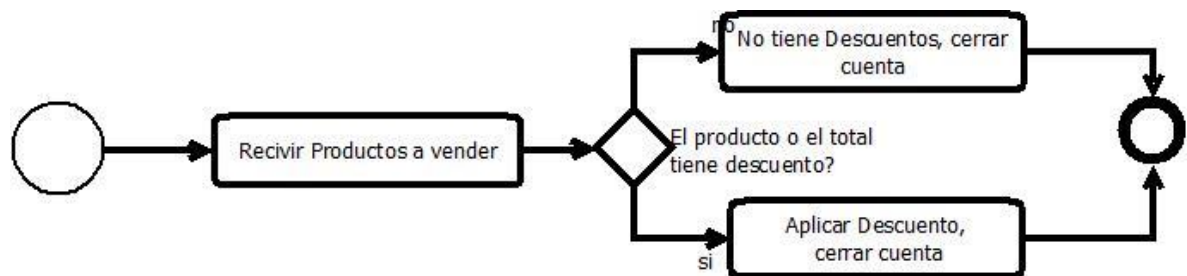 no
No tiene Descuentos, cerrar
cuenta
Recivir Productos a vender
El producto o el total
tiene descuento?
Aplicar Descuento,
cerrar cuenta
si